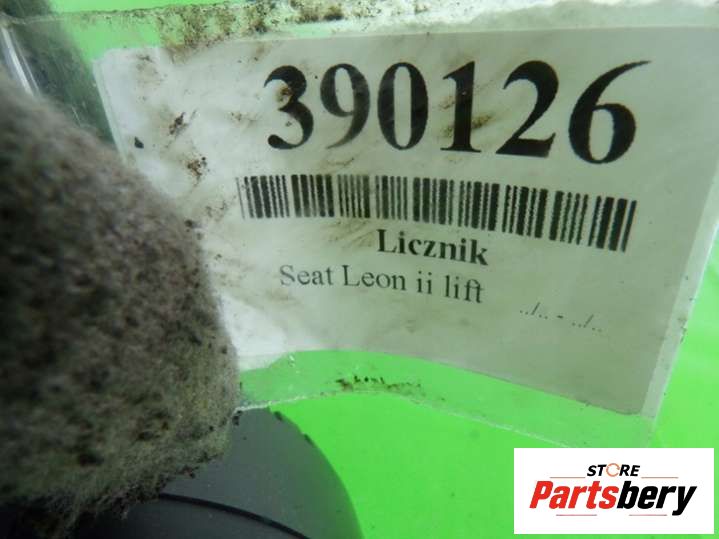 390126
Licznik
Seat Leon ii lift
../.. - ../..
STORE
Partsbery